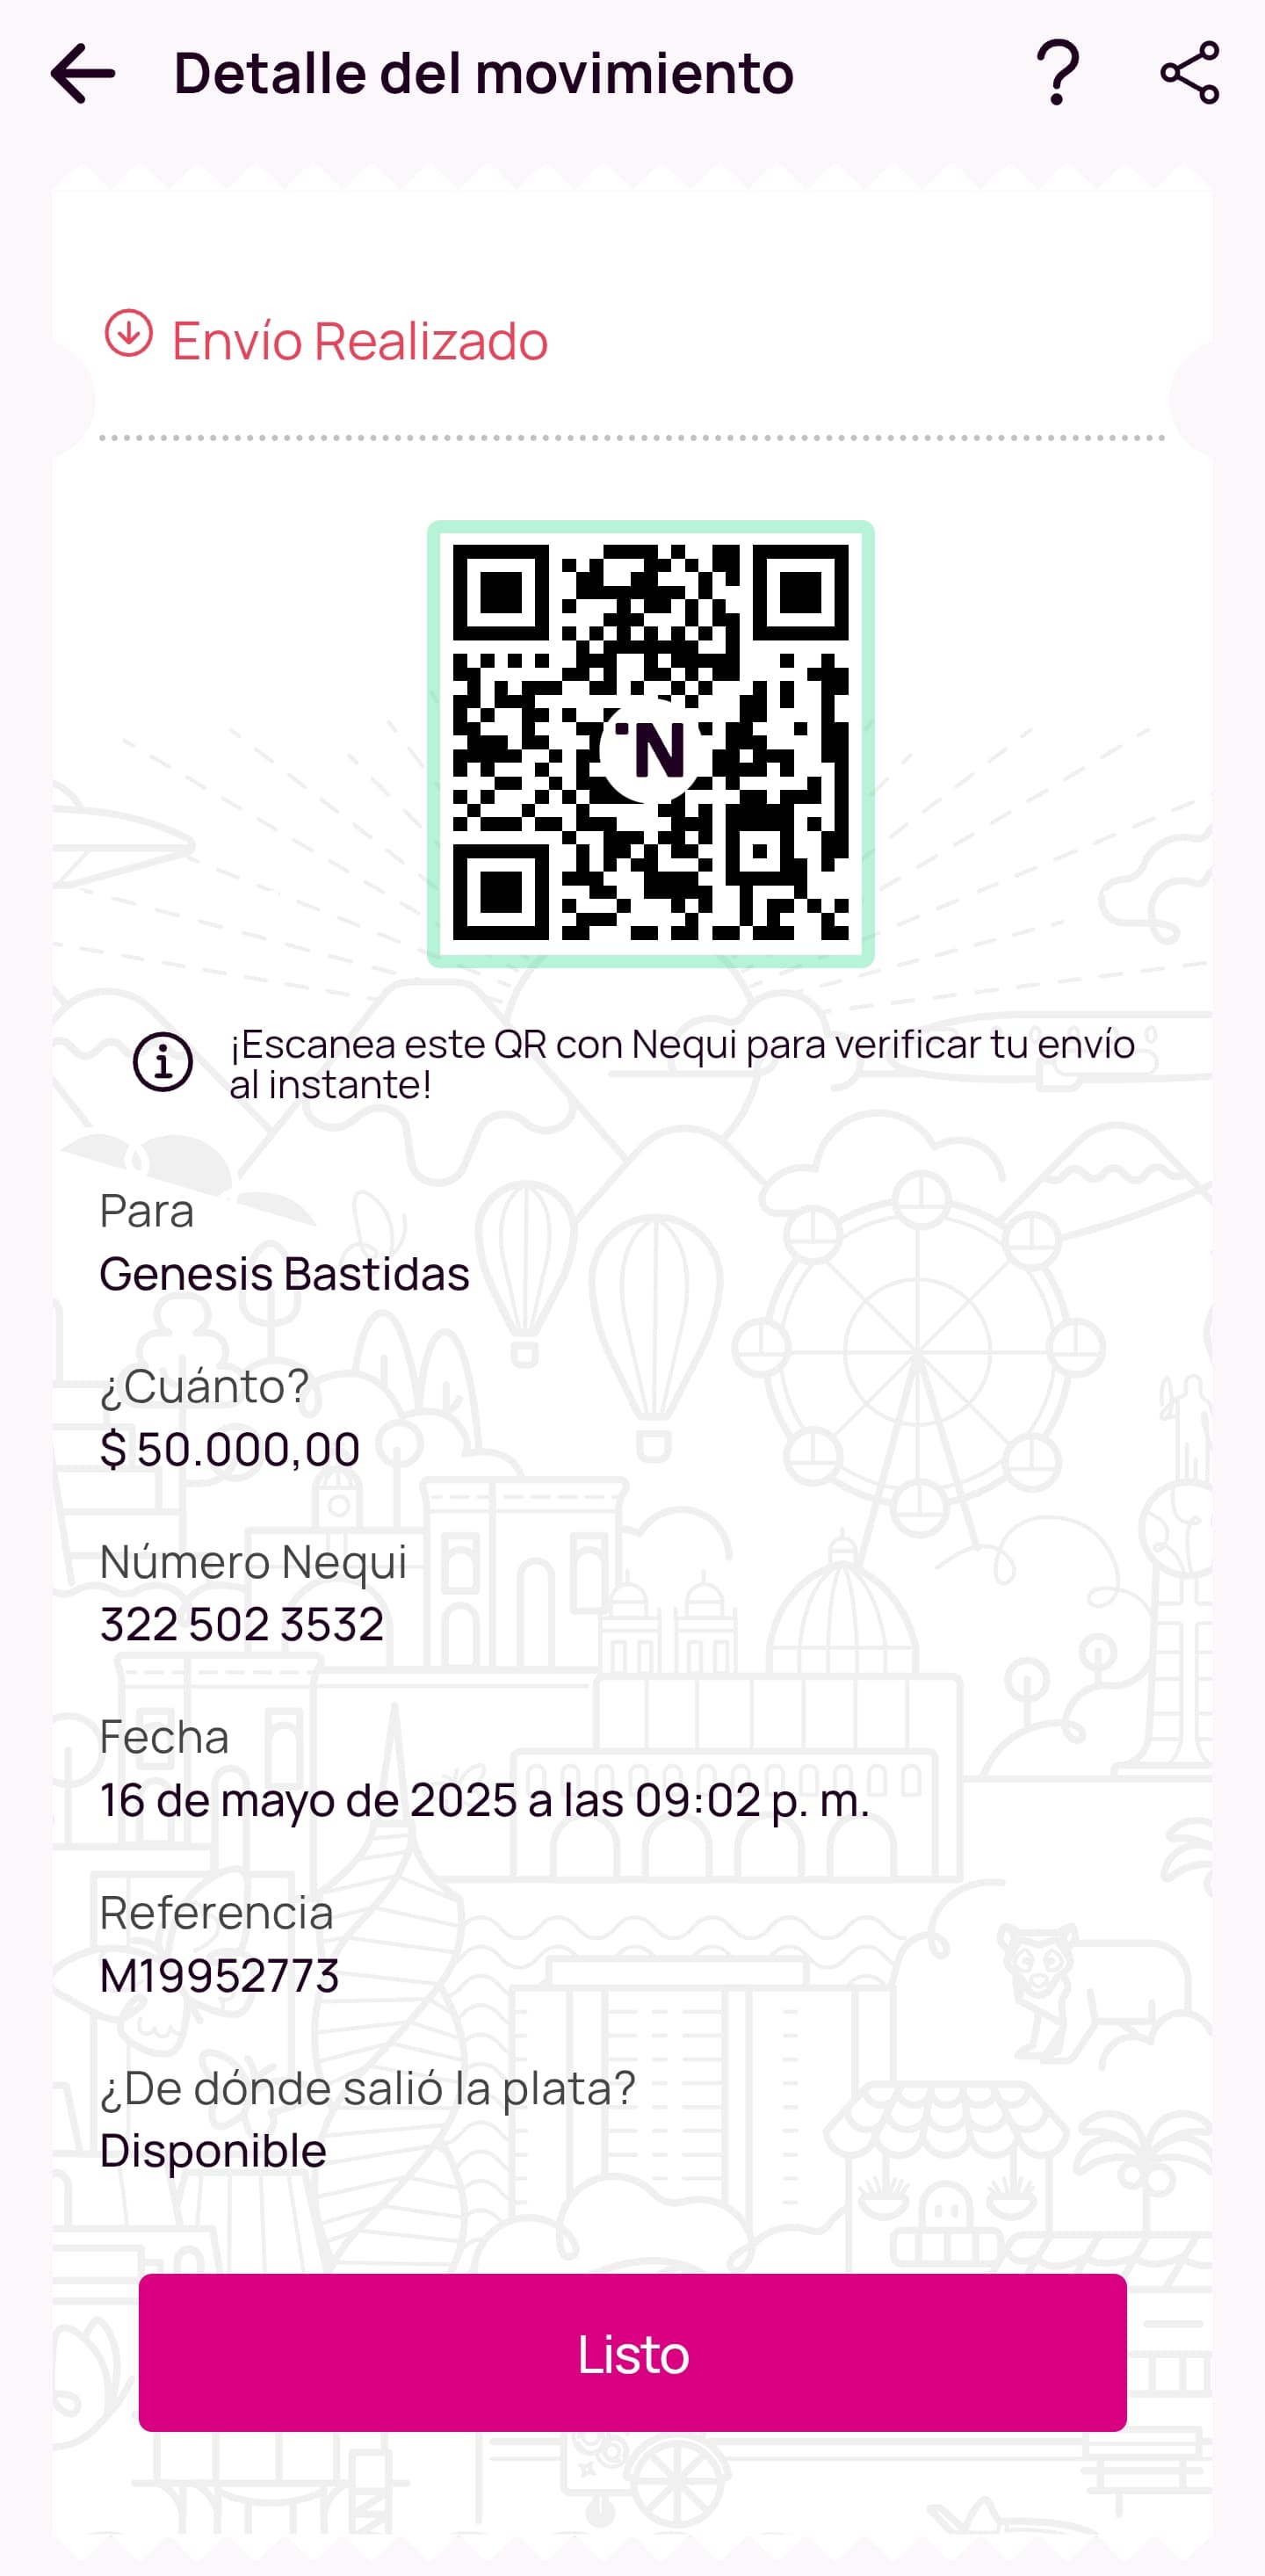 Detalle del movimiento
Envío Realizado
N
¡Escanea este QR con Nequi para verificar tu envío
al instante!
Para
Genesis Bastidas
¿Cuánto?
$ 50.000,00
Número Nequi
322 502 3532
Fecha
16 de mayo de 2025 a las 09:02 p. m.
Referencia
M19952773
¿De dónde salió la plata?
Disponible
Listo